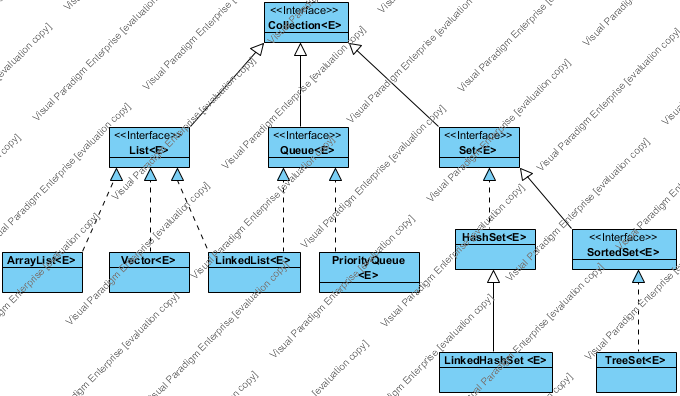 <<Interface>>
Collection<E>
<<Interface>>
List<E>
<<Interface>>
Queue<E>
<<Interface>>
Set<E>
HashSet<E>
<<Interface>>
SortedSet<E>
ArrayList<E>
Vector<E>
LinkedList<E>
PriorityQueue
<E>
LinkedHashSet <E>
TreeSet<E>
Visual Paradigm Enterprise [evaluation copy]